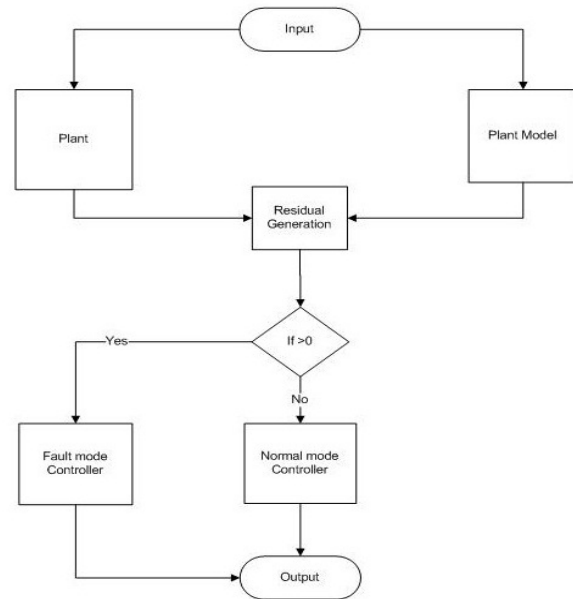 Input
Plant
Plant Model
Residual
Generation
If >0
Yes
No
Fault mode
Controller
Normal mode
Controller
Output